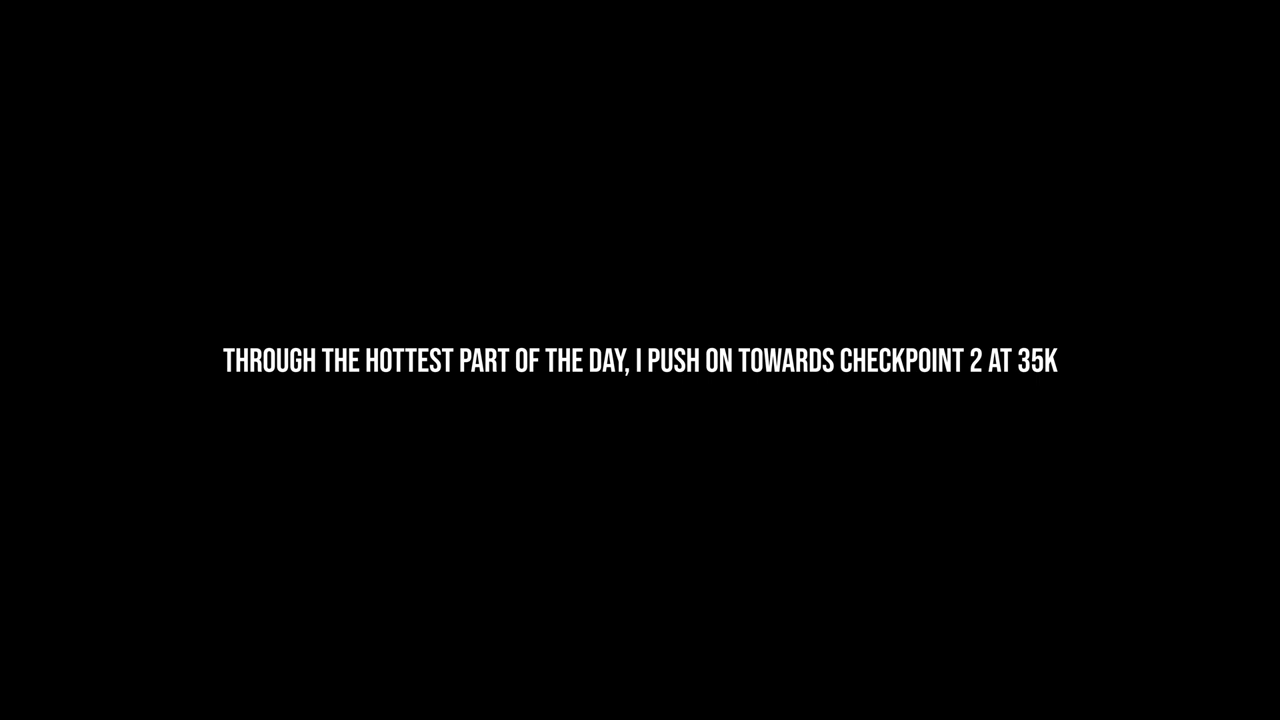 THROUGH THE HOTTEST PART OF THE DAY, I PUSH ON TOWARDS CHECKPOINT 2 AT 35K